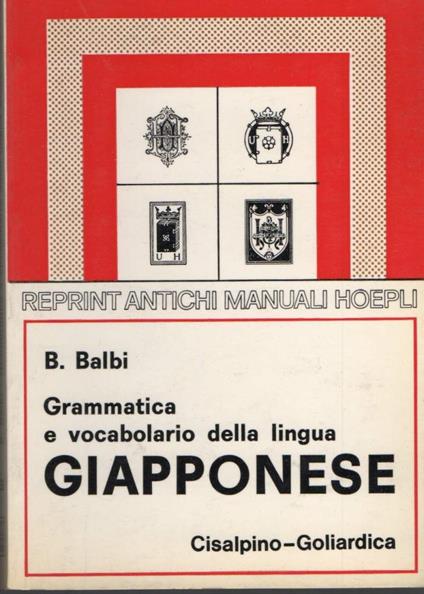 U H
U H
REPRINT ANTICHI MANUALI HOEPLI
B. Balbi
Grammatica
e vocabolario della lingua
GIAPPONESE
Cisalpino-Goliardica